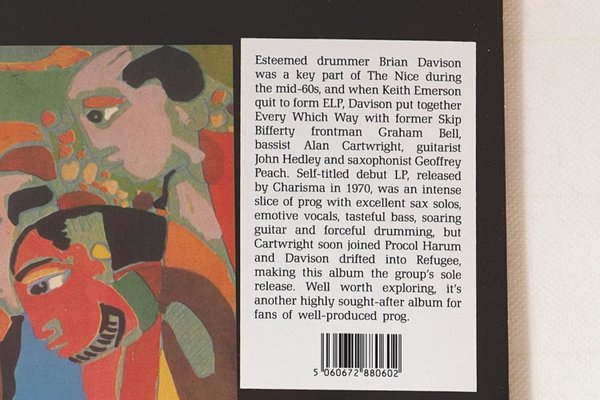 Esteemed drummer Brian Davison
was a key part of The Nice during
the mid-60s, and when Keith Emerson
quit to form ELP, Davison put together
Every Which Way with former Skip
Bifferty frontman Graham Bell,
bassist Alan Cartwright, guitarist
John Hedley and saxophonist Geoffrey
Peach. Self-titled debut LP, released
by Charisma in 1970, was an intense
slice of prog with excellent sax solos,
emotive vocals, tasteful bass, soaring
guitar and forceful drumming, but
Cartwright soon joined Procol Harum
and Davison drifted into Refugee,
making this album the group's sole
release. Well worth exploring, it's
another highly sought-after album for
fans of well-produced prog.
5 060672 880602